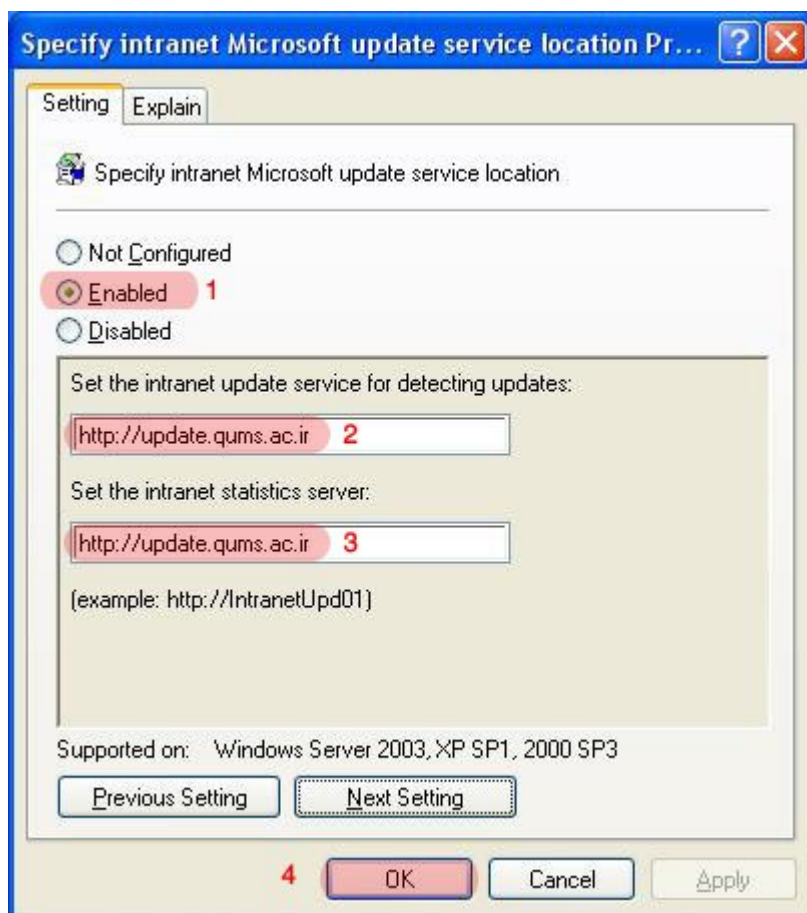 Specify intranet Microsoft update service location Pr...
Setting Explain
Specify intranet Microsoft update service location
Not Configured
Enabled 1
Disabled
Set the intranet update service for detecting updates:
http://update.qums.ac.ir 2
Set the intranet statistics server:
http://update.qums.ac.ir 3
(example: http://IntranetUpd01)
Supported on: Windows Server 2003, XP SP1, 2000 SP3
Previous Setting Next Setting
4 OK Cancel Apply